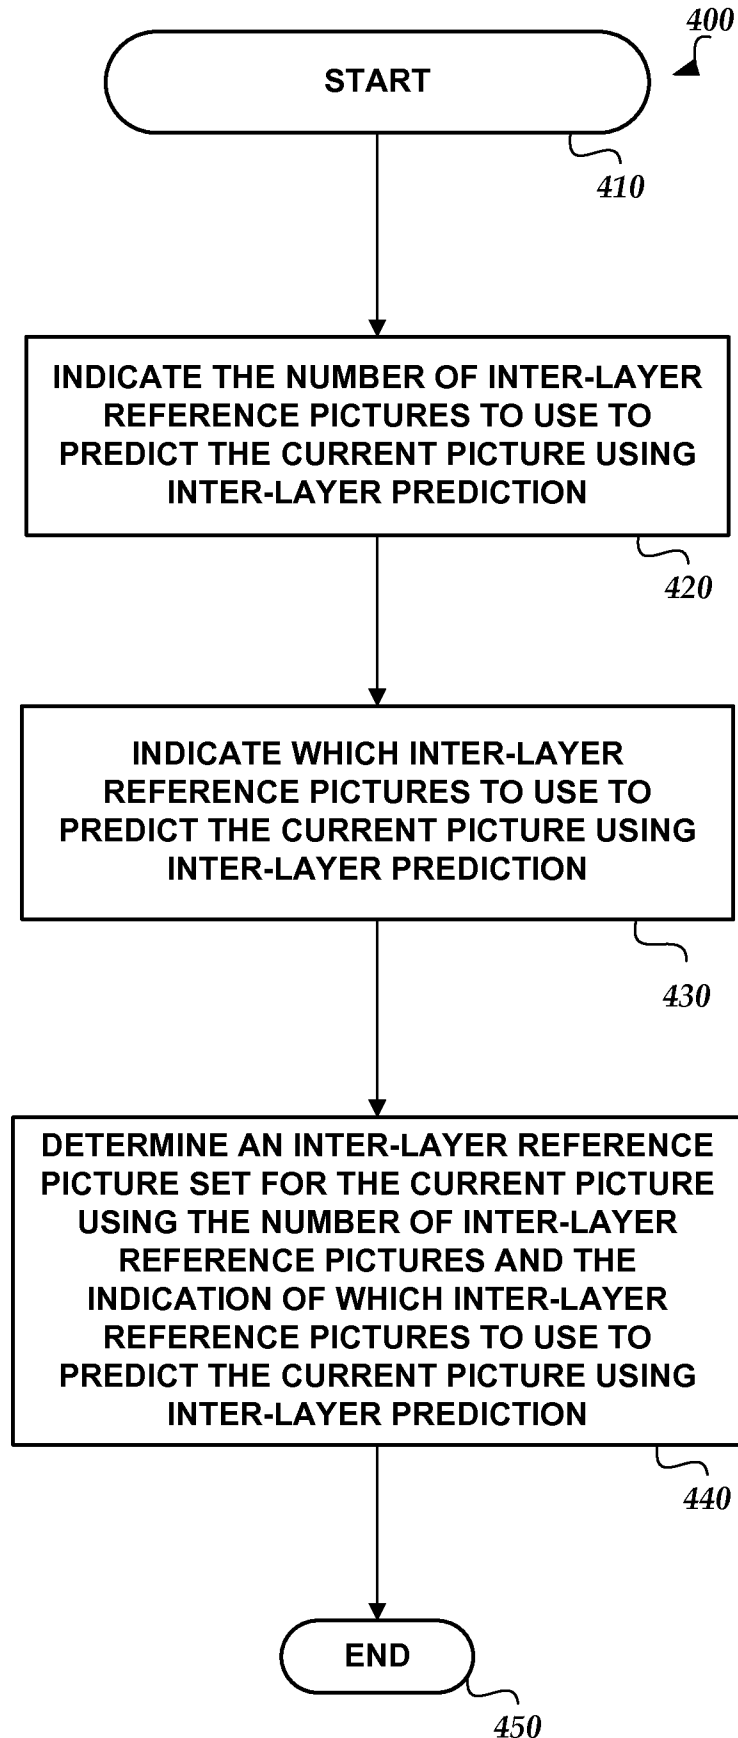 400
START
410
INDICATE THE NUMBER OF INTER-LAYER
REFERENCE PICTURES TO USE TO
PREDICT THE CURRENT PICTURE USING
INTER-LAYER PREDICTION
420
INDICATE WHICH INTER-LAYER
REFERENCE PICTURES TO USE TO
PREDICT THE CURRENT PICTURE USING
INTER-LAYER PREDICTION
430
DETERMINE AN INTER-LAYER REFERENCE
PICTURE SET FOR THE CURRENT PICTURE
USING THE NUMBER OF INTER-LAYER
REFERENCE PICTURES AND THE
INDICATION OF WHICH INTER-LAYER
REFERENCE PICTURES TO USE TO
PREDICT THE CURRENT PICTURE USING
INTER-LAYER PREDICTION
440
END
450